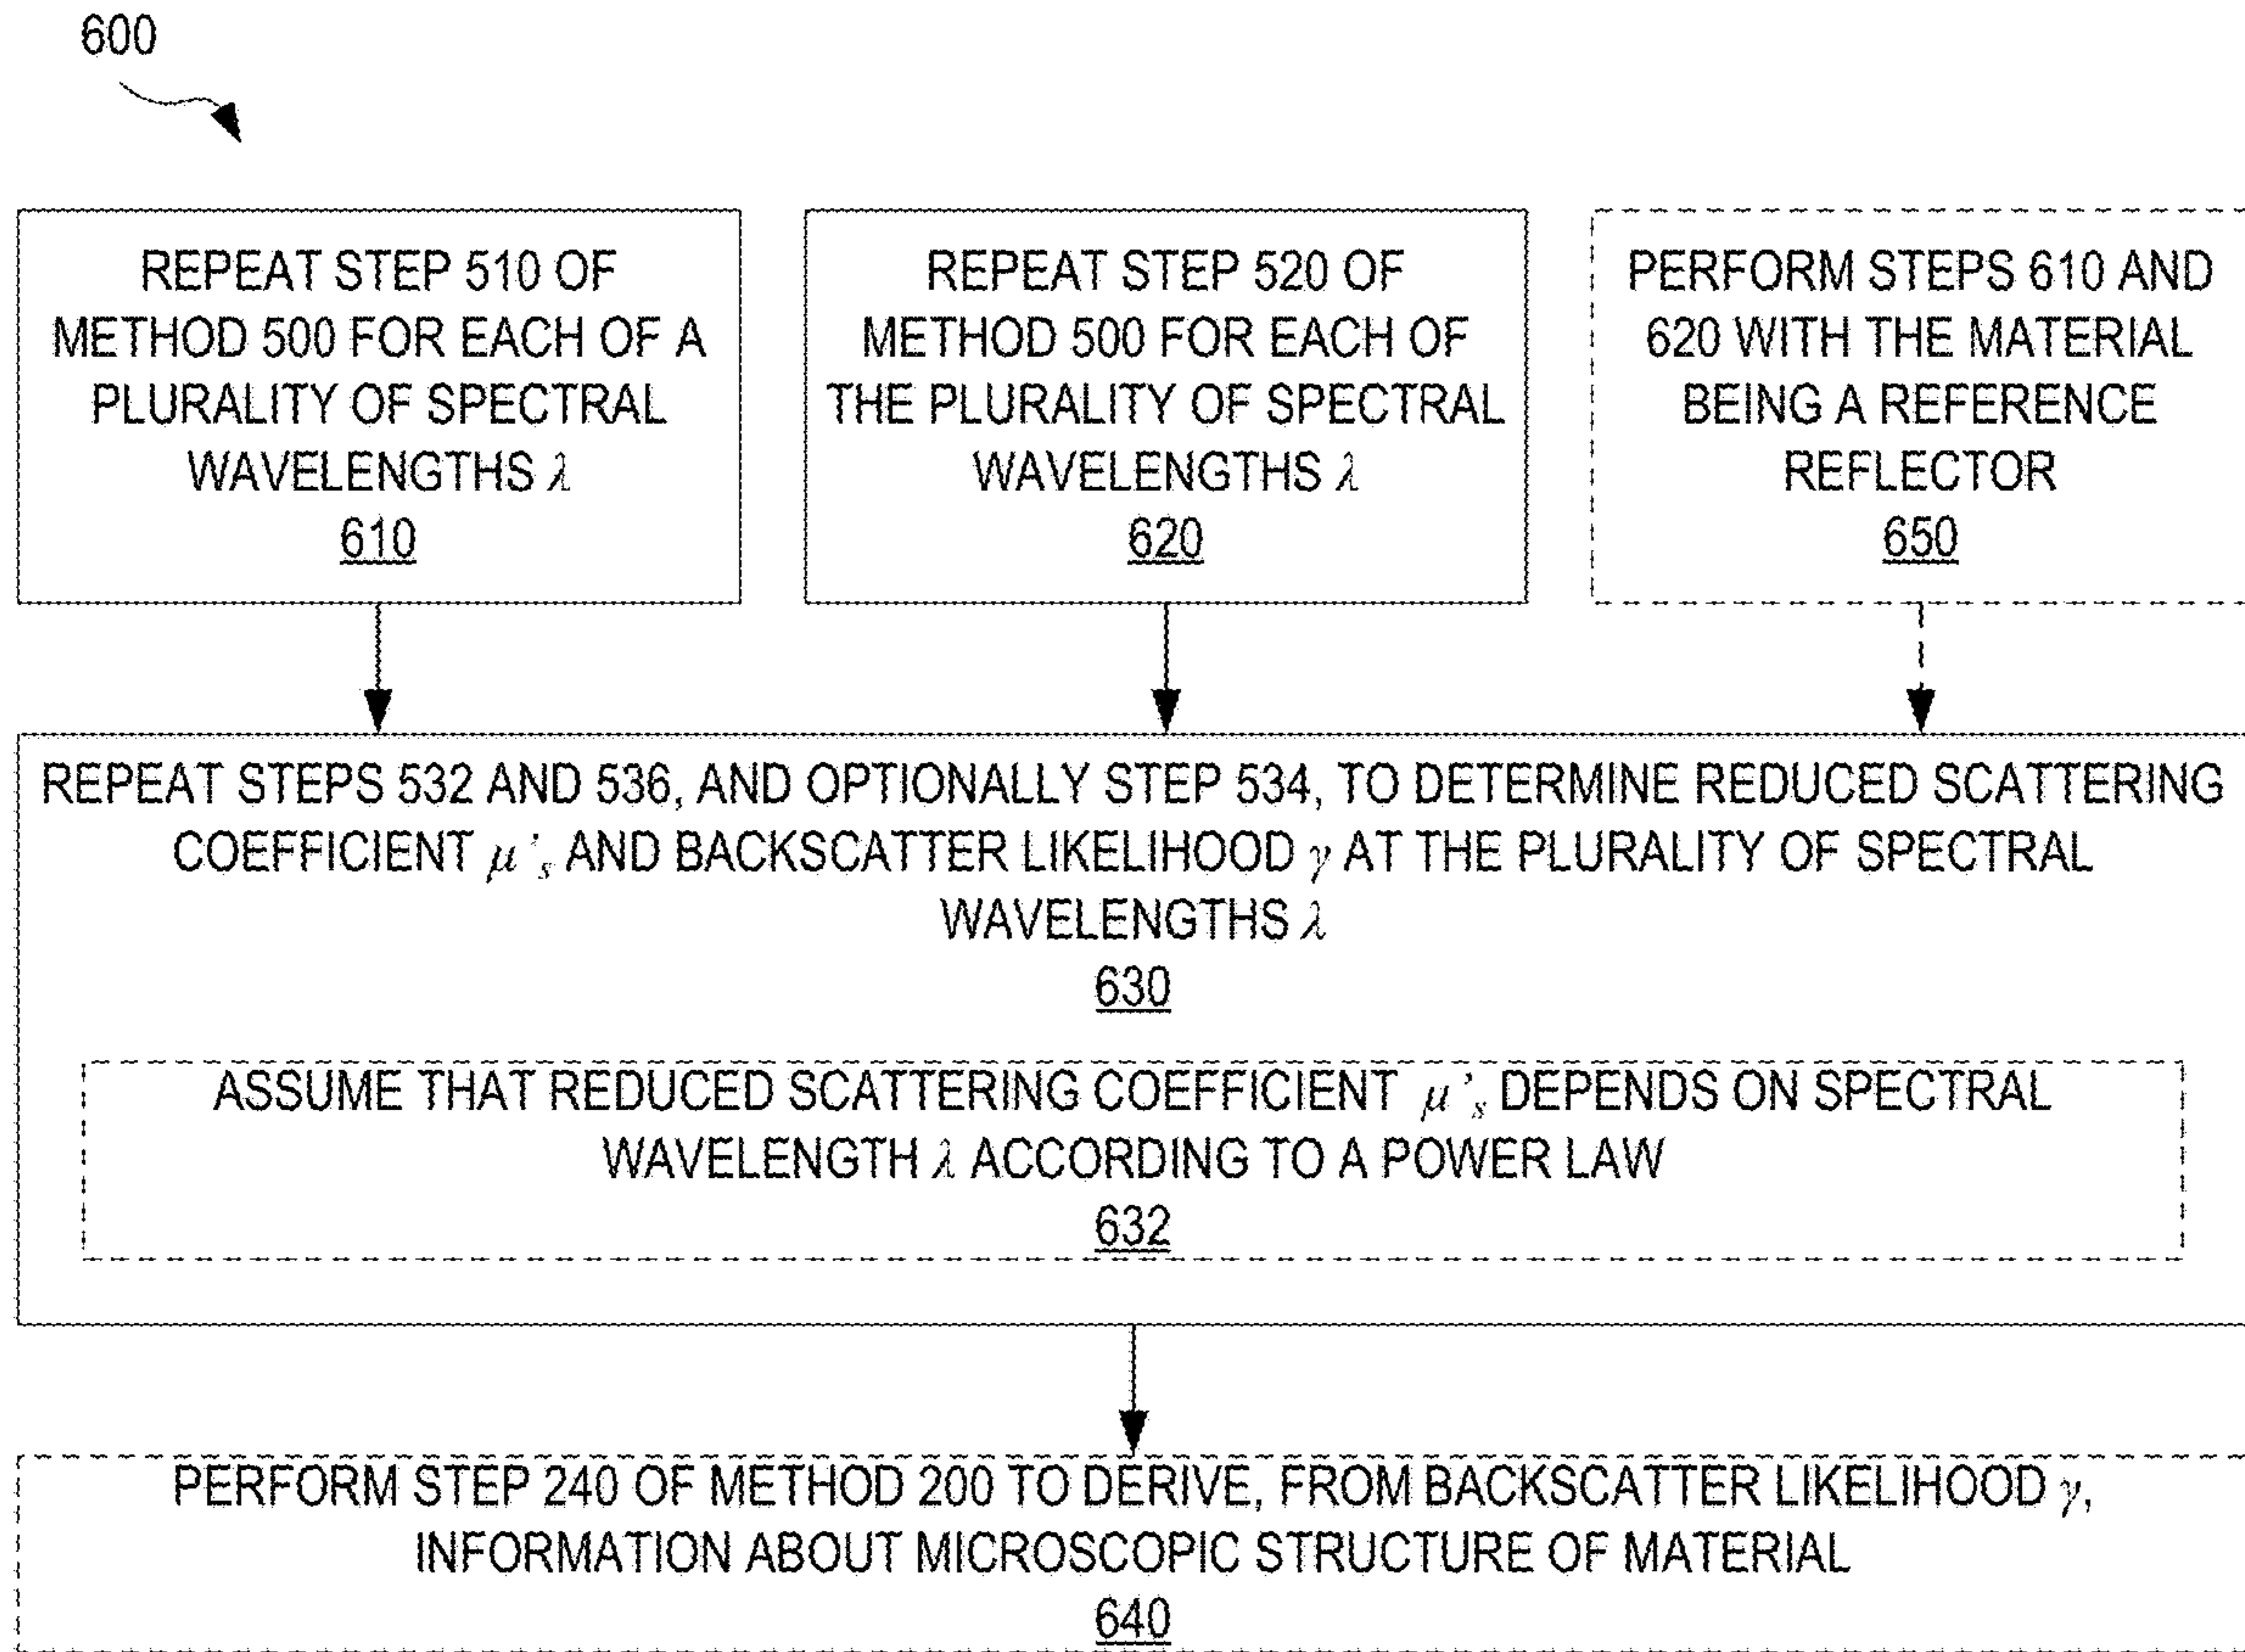 600
REPEAT STEP 510 OF
METHOD 500 FOR EACH OF A
PLURALITY OF SPECTRAL
WAVELENGTHS λ
610
REPEAT STEP 520 OF
METHOD 500 FOR EACH OF
THE PLURALITY OF SPECTRAL
WAVELENGTHS λ
620
PERFORM STEPS 610 AND
620 WITH THE MATERIAL
BEING A REFERENCE
REFLECTOR
650
REPEAT STEPS 532 AND 536, AND OPTIONALLY STEP 534, TO DETERMINE REDUCED SCATTERING
COEFFICIENT μ's AND BACKSCATTER LIKELIHOOD γ AT THE PLURALITY OF SPECTRAL
WAVELENGTHS λ
630
ASSUME THAT REDUCED SCATTERING COEFFICIENT μ's DEPENDS ON SPECTRAL
WAVELENGTH λ ACCORDING TO A POWER LAW
632
PERFORM STEP 240 OF METHOD 200 TO DERIVE, FROM BACKSCATTER LIKELIHOOD γ,
INFORMATION ABOUT MICROSCOPIC STRUCTURE OF MATERIAL
640